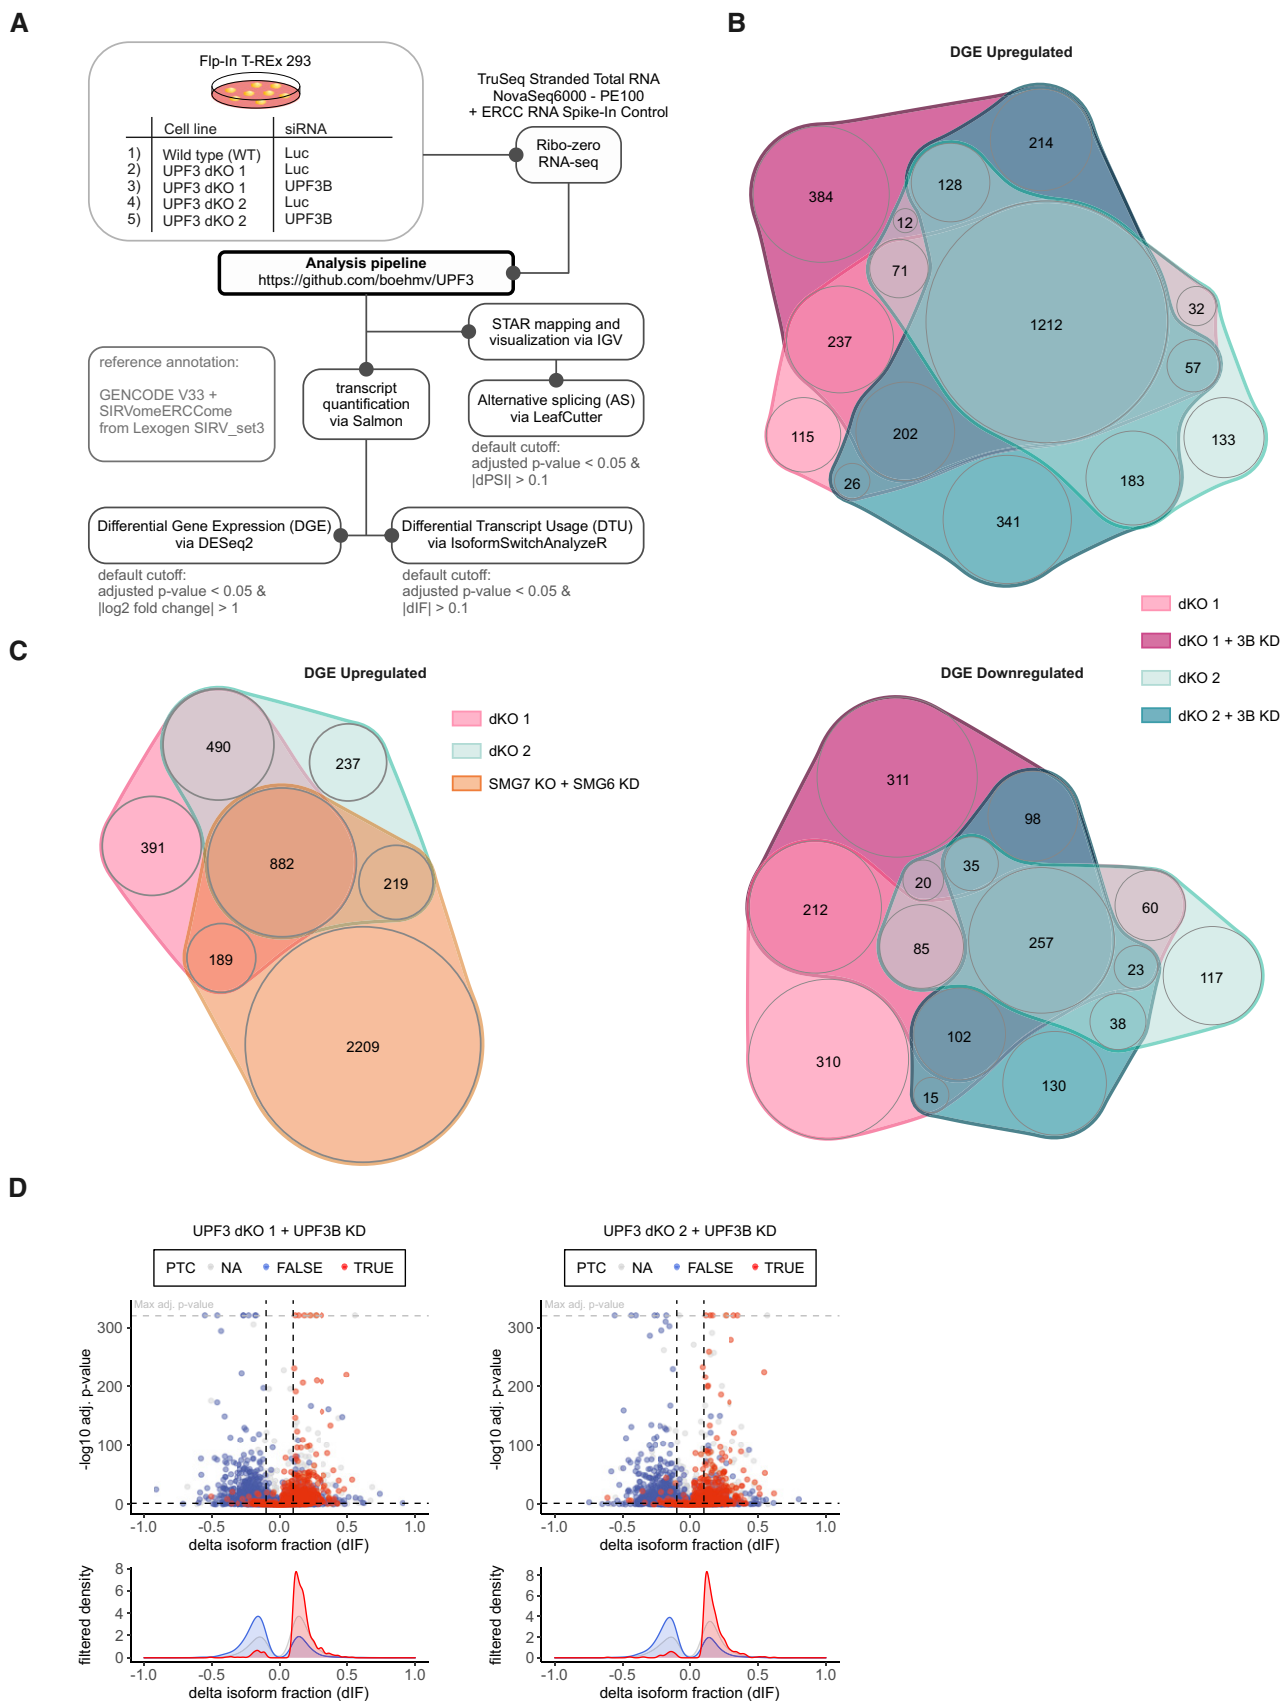 A
Flp-In T-REx 293
Cell line siRNA
1) Wild type (WT) Luc
2) UPF3 dKO 1 Luc
3) UPF3 dKO 1 UPF3B
4) UPF3 dKO 2 Luc
5) UPF3 dKO 2 UPF3B
TruSeq Stranded Total RNA
NovaSeq6000 - PE100
+ ERCC RNA Spike-In Control
Ribo-zero
RNA-seq
Analysis pipeline
https://github.com/boehmv/UPF3
STAR mapping and
visualization via IGV
reference annotation:
GENCODE V33 +
SIRVomeERCCome
from Lexogen SIRV_set3
transcript
quantification
via Salmon
Alternative splicing (AS)
via LeafCutter
default cutoff:
adjusted p-value < 0.05 &
|dPSI| > 0.1
Differential Gene Expression (DGE)
via DESeq2
default cutoff:
adjusted p-value < 0.05 &
|log2 fold change| > 1
Differential Transcript Usage (DTU)
via IsoformSwitchAnalyzeR
default cutoff:
adjusted p-value < 0.05 &
|dIF| > 0.1
B
DGE Upregulated
214
128
384
12
71
32
1212
237
57
115
202
133
26
183
341
dKO 1
dKO 1 + 3B KD
dKO 2
dKO 2 + 3B KD
DGE Downregulated
311
98
35
20
212
60
85
257
23
117
38
102
310
130
15
C
DGE Upregulated
490
237
391
882
219
189
2209
dKO 1
dKO 2
SMG7 KO + SMG6 KD
D
UPF3 dKO 1 + UPF3B KD
PTC NA FALSE TRUE
Max adj. p-value
300
200
100
0
-log10 adj. p-value
-1.0 -0.5 0.0 0.5 1.0
delta isoform fraction (dIF)
8
6
4
2
0
filtered density
-1.0 -0.5 0.0 0.5 1.0
delta isoform fraction (dIF)
UPF3 dKO 2 + UPF3B KD
PTC NA FALSE TRUE
Max adj. p-value
300
200
100
0
-log10 adj. p-value
-1.0 -0.5 0.0 0.5 1.0
delta isoform fraction (dIF)
8
6
4
2
0
filtered density
-1.0 -0.5 0.0 0.5 1.0
delta isoform fraction (dIF)